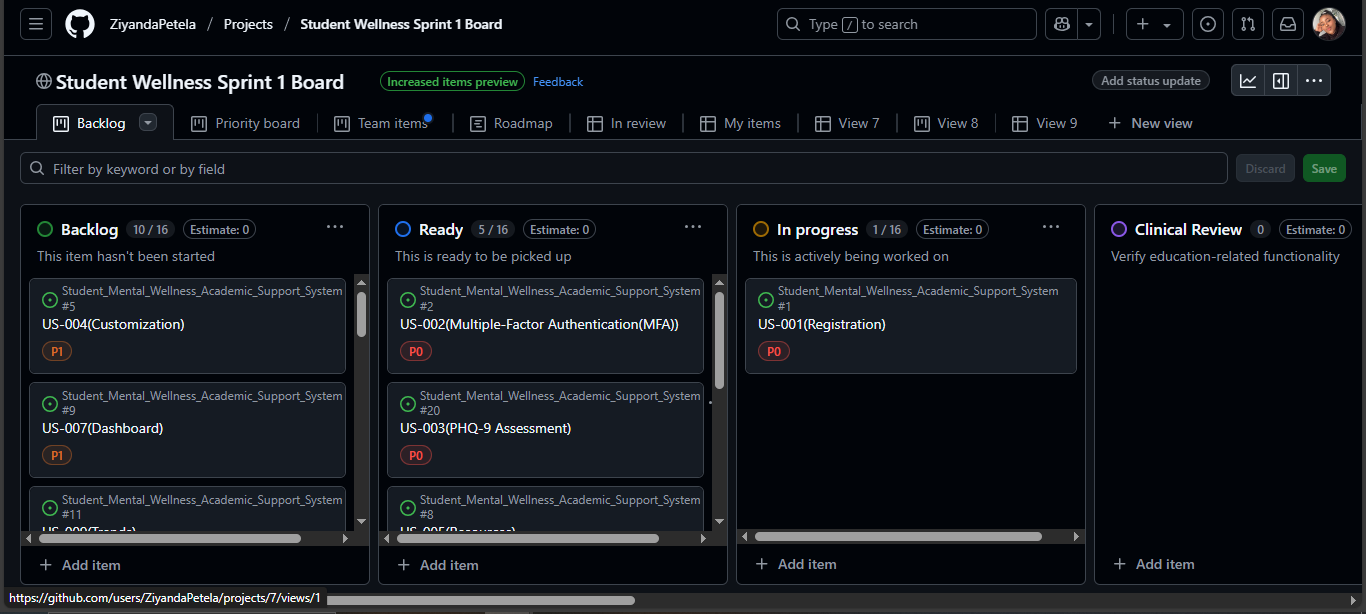 ZiyandaPetela / Projects / Student Wellness Sprint 1 Board
Type / to search
Student Wellness Sprint 1 Board
Increased items preview
Feedback
Add status update
Backlog
Priority board
Team items
Roadmap
In review
My items
View 7
View 8
View 9
New view
Filter by keyword or by field
Discard
Save
Backlog 10 / 16 Estimate: 0
This item hasn't been started
Student_Mental_Wellness_Academic_Support_System
#5
US-004(Customization)
P1
Student_Mental_Wellness_Academic_Support_System
#9
US-007(Dashboard)
P1
Student_Mental_Wellness_Academic_Support_System
#11
US-009(Trends)
Add item
Ready 5 / 16 Estimate: 0
This is ready to be picked up
Student_Mental_Wellness_Academic_Support_System
#2
US-002(Multiple-Factor Authentication(MFA))
P0
Student_Mental_Wellness_Academic_Support_System
#20
US-003(PHQ-9 Assessment)
P0
Student_Mental_Wellness_Academic_Support_System
#8
US-005(Resources)
Add item
In progress 1 / 16 Estimate: 0
This is actively being worked on
Student_Mental_Wellness_Academic_Support_System
#1
US-001(Registration)
P0
Add item
Clinical Review 0 Estimate: 0
Verify education-related functionality
Add item
https://github.com/users/ZiyandaPetela/projects/7/views/1